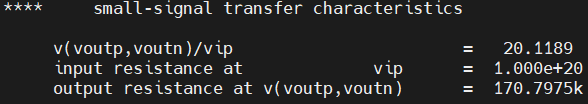 **** small-signal transfer characteristics
v(voutp,voutn)/vip = 20.1189
input resistance at vip = 1.000e+20
output resistance at v(voutp,voutn) = 170.7975k